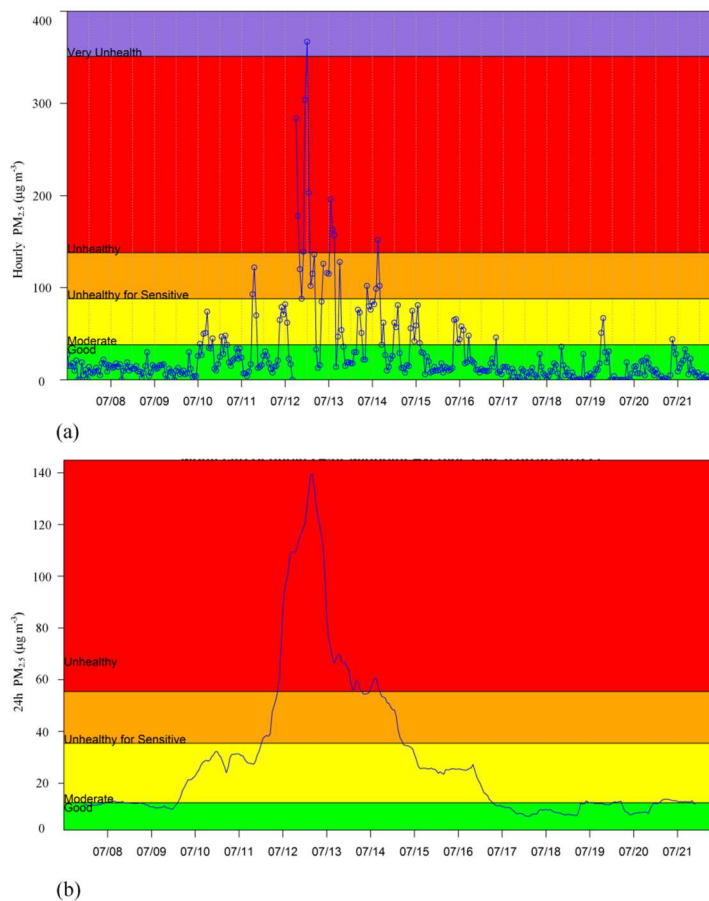 400
Very Unhealth
300
200
Unhealthy
100
Unhealthy for Sensitive
Moderate
Good
0
Hourly PM2.5 (µg m-3)
07/08 07/09 07/10 07/11 07/12 07/13 07/14 07/15 07/16 07/17 07/18 07/19 07/20 07/21
(a)
140
120
100
80
Unhealthy
60
40
Unhealthy for Sensitive
20
Moderate
Good
0
24h PM2.5 (µg m-3)
07/08 07/09 07/10 07/11 07/12 07/13 07/14 07/15 07/16 07/17 07/18 07/19 07/20 07/21
(b)